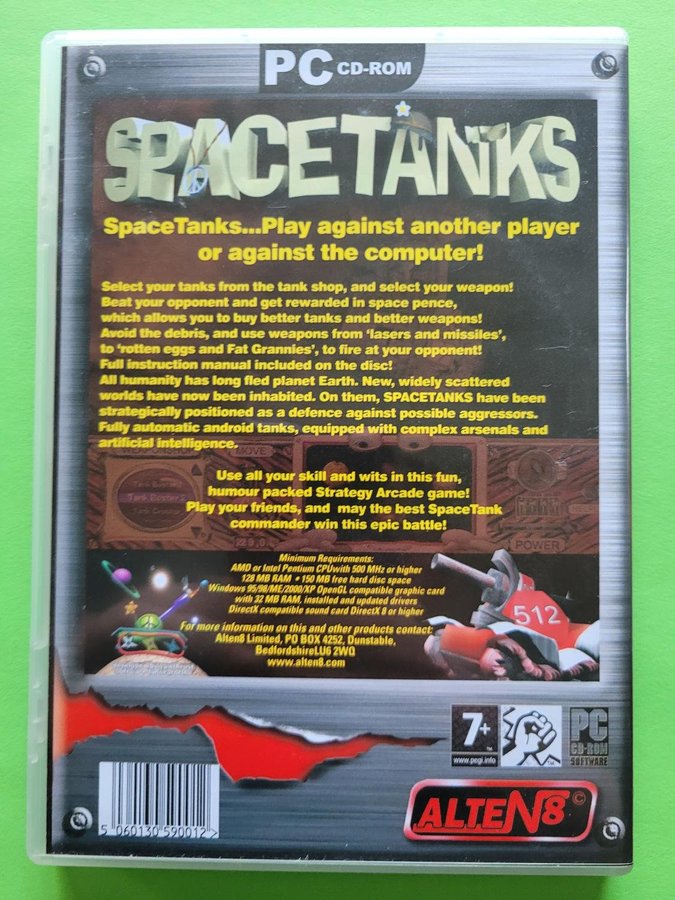 PC CD-ROM
SPACETANKS
SpaceTanks...Play against another player
or against the computer!
Select your tanks from the tank shop, and select your weapon!
Beat your opponent and get rewarded in space pence,
which allows you to buy better tanks and better weapons!
Avoid the debris, and use weapons from ‘lasers and missiles’,
to ‘rotten eggs and Fat Grannies’, to fire at your opponent!
Full instruction manual included on the disc!
All humanity has long fled planet Earth. New, widely scattered
worlds have now been inhabited. On them, SPACETANKS have been
strategically positioned as a defence against possible aggressors.
Fully automatic android tanks, equipped with complex arsenals and
artificial intelligence.
MOVE
Use all your skill and wits in this fun,
humour packed Strategy Arcade game!
Play your friends, and may the best SpaceTank
commander win this epic battle!
POWER
Minimum Requirements:
AMD or Intel Pentium CPUwith 500 MHz or higher
128 MB RAM • 150 MB free hard disc space
Windows 95/98/ME/2000/XP OpenGL compatible graphic card
with 32 MB RAM, installed and updated drivers
DirectX compatible sound card DirectX 8 or higher
For more information on this and other products contact:
Alten8 Limited, PO BOX 4252, Dunstable,
BedfordshireLU6 2WQ
www.alten8.com
512
7+
™
www.pegi.info
™
PC
CD-ROM
SOFTWARE
5 060130 590012 >
ALTEN8 ©